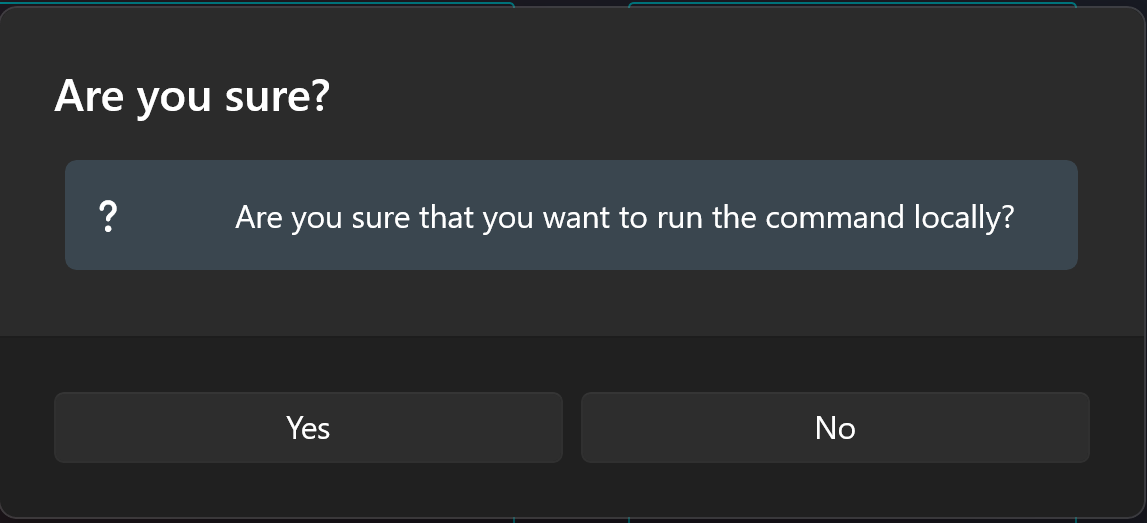 Are you sure?
? Are you sure that you want to run the command locally?
Yes
No